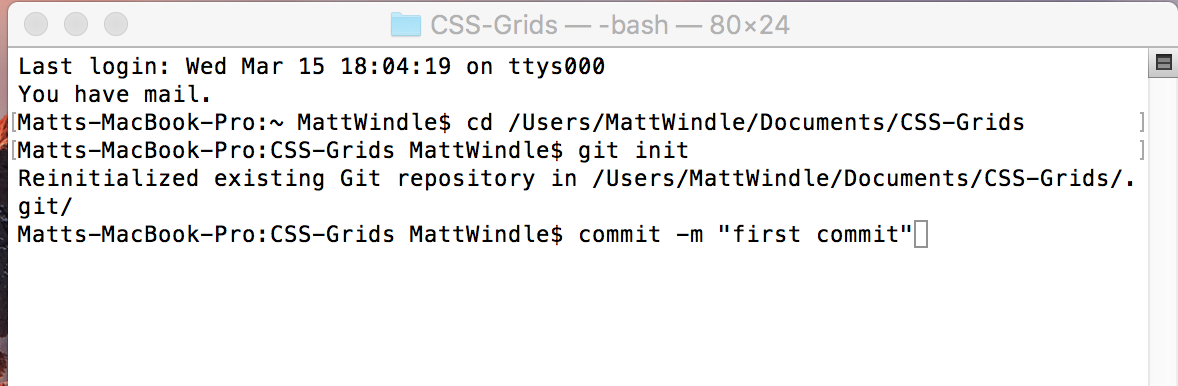 CSS-Grids — -bash — 80×24
Last login: Wed Mar 15 18:04:19 on ttys000
You have mail.
[Matts-MacBook-Pro:~ MattWindle$ cd /Users/MattWindle/Documents/CSS-Grids ]
[Matts-MacBook-Pro:CSS-Grids MattWindle$ git init ]
Reinitialized existing Git repository in /Users/MattWindle/Documents/CSS-Grids/.
git/
Matts-MacBook-Pro:CSS-Grids MattWindle$ commit -m "first commit"